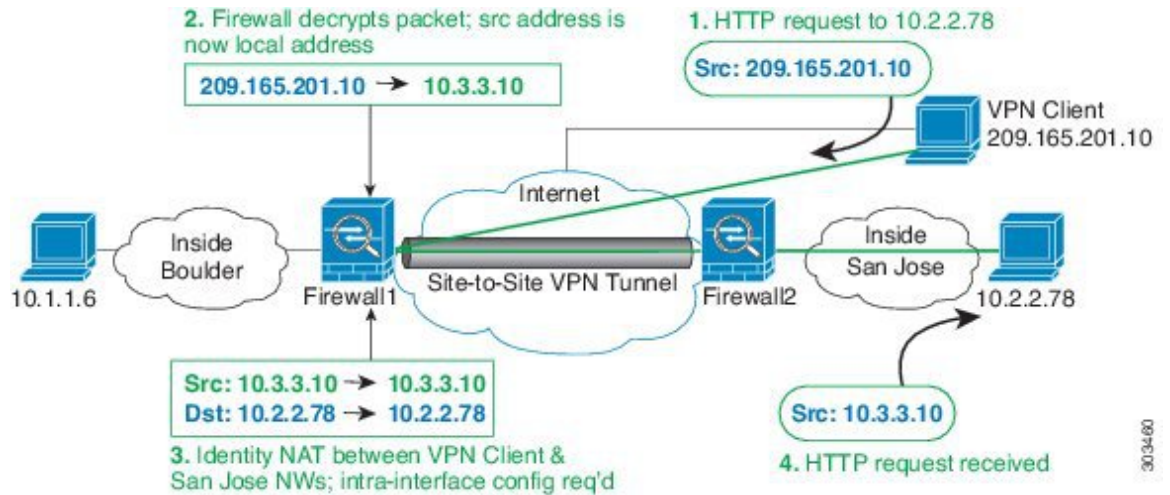 2. Firewall decrypts packet; src address is
now local address
209.165.201.10 → 10.3.3.10
1. HTTP request to 10.2.2.78
Src: 209.165.201.10
VPN Client
209.165.201.10
Internet
Inside
Boulder
Inside
San Jose
Site-to-Site VPN Tunnel
10.1.1.6
Firewall1
Firewall2
10.2.2.78
Src: 10.3.3.10 → 10.3.3.10
Dst: 10.2.2.78 → 10.2.2.78
3. Identity NAT between VPN Client &
San Jose NWs; intra-interface config req'd
Src: 10.3.3.10
4. HTTP request received
303460